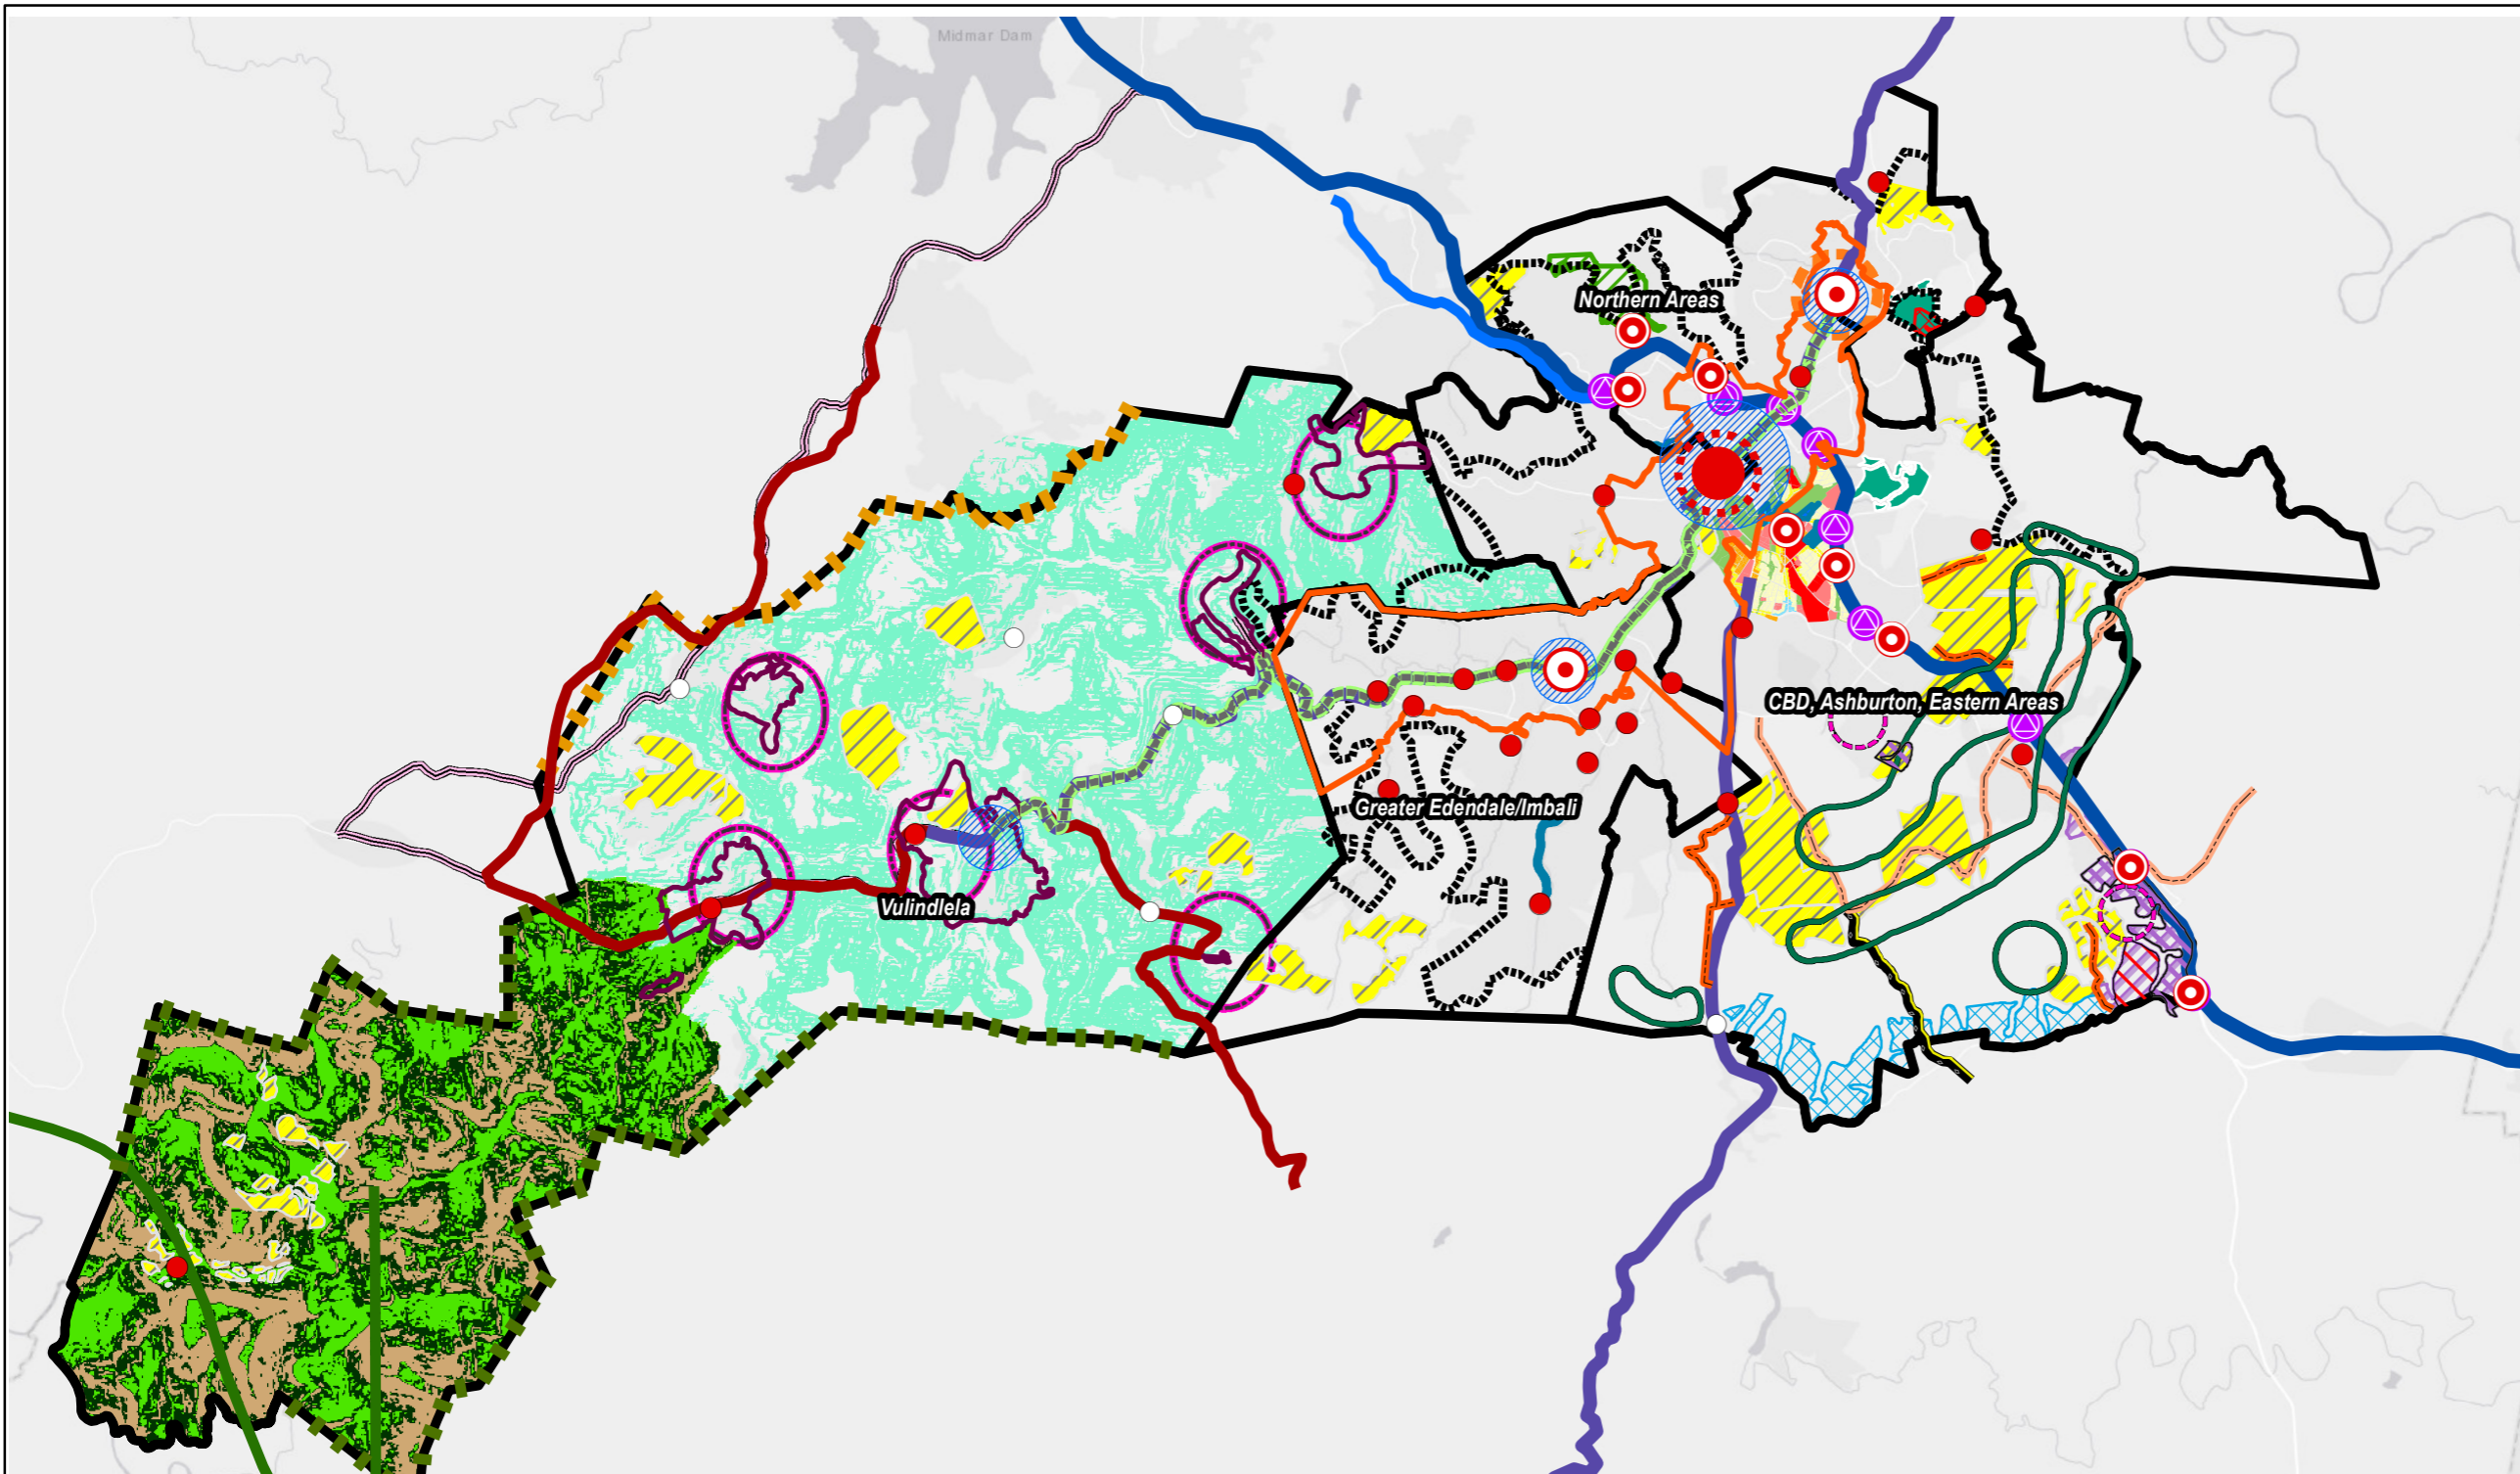 Midmar Dam
Northern Areas
CBD, Ashburton, Eastern Areas
Greater Edendale/Imbali
Vulindlela